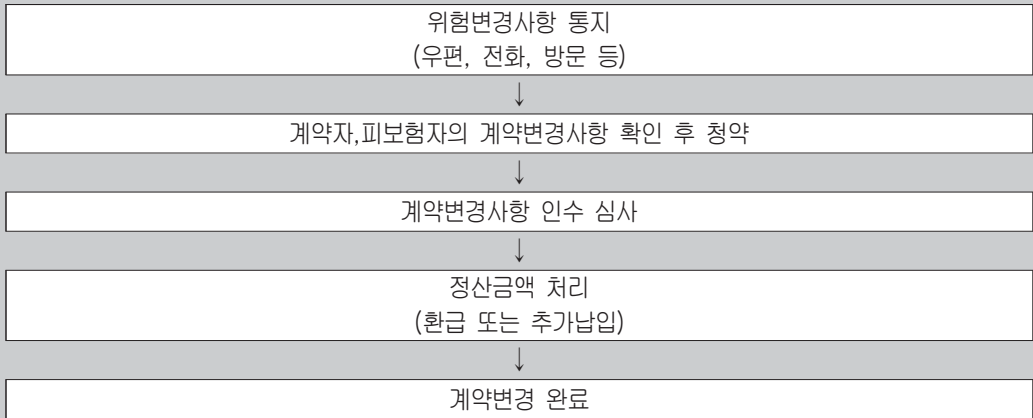 위험변경사항 통지
(우편, 전화, 방문 등)
↓
계약자,피보험자의 계약변경사항 확인 후 청약
↓
계약변경사항 인수 심사
↓
정산금액 처리
(환급 또는 추가납입)
↓
계약변경 완료